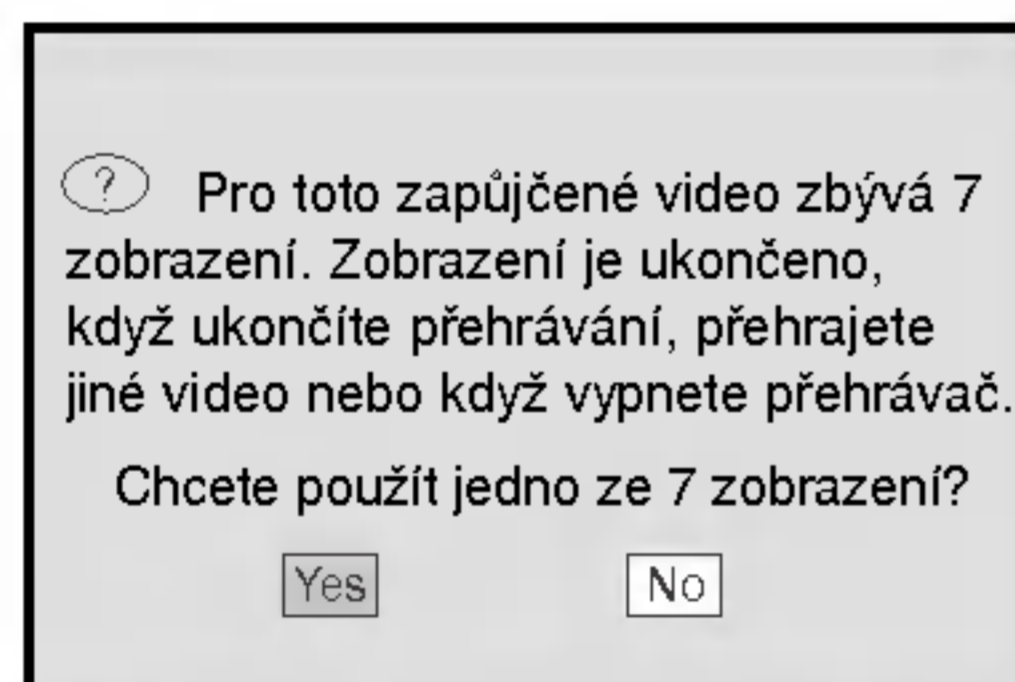 ? Pro toto zapůjčené video zbývá 7
zobrazení. Zobrazení je ukončeno,
když ukončíte přehrávání, přehrajete
jiné video nebo když vypnete přehrávač.
Chcete použít jedno ze 7 zobrazení?
Yes No